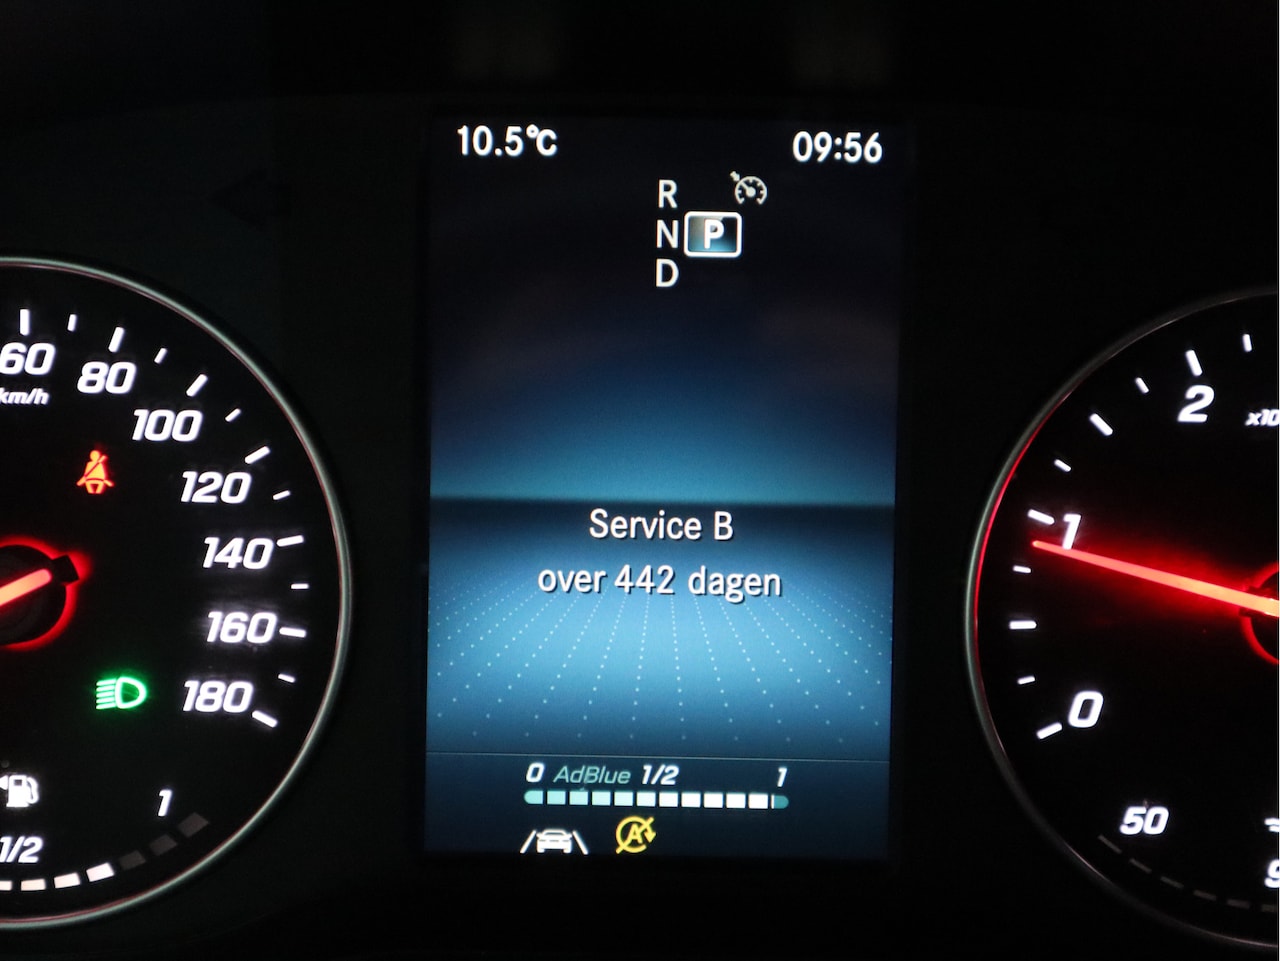 10.5°C 09:56
R
N P
D
60
km/h
80
100
120
140
160
180
1
1/2
Service B
over 442 dagen
0 AdBlue 1/2 1
A
2
1
0
50